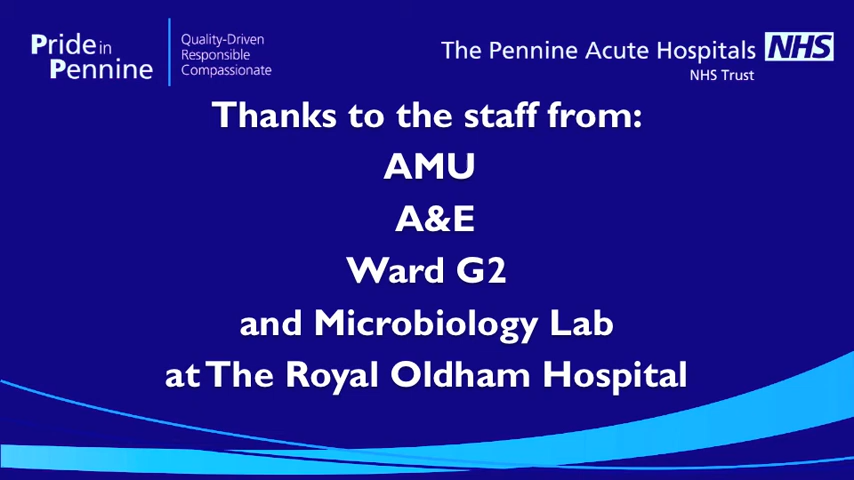 Pride in
Pennine
Quality-Driven
Responsible
Compassionate
The Pennine Acute Hospitals NHS
NHS Trust
Thanks to the staff from:
AMU
A&E
Ward G2
and Microbiology Lab
at The Royal Oldham Hospital